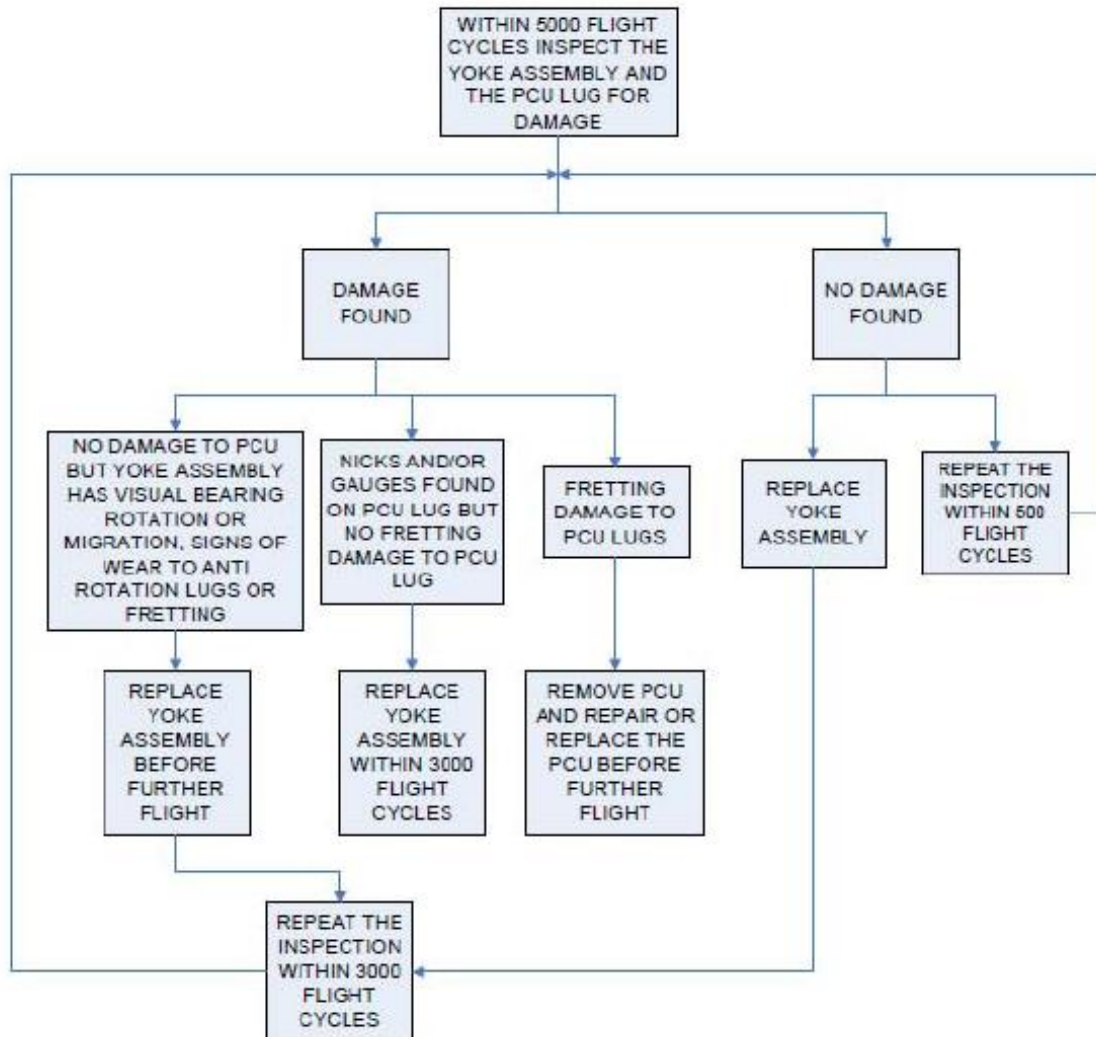 WITHIN 5000 FLIGHT
CYCLES INSPECT THE
YOKE ASSEMBLY AND
THE PCU LUG FOR
DAMAGE
DAMAGE
FOUND
NO DAMAGE
FOUND
NO DAMAGE TO PCU
BUT YOKE ASSEMBLY
HAS VISUAL BEARING
ROTATION OR
MIGRATION, SIGNS OF
WEAR TO ANTI
ROTATION LUGS OR
FRETTING
NICKS AND/OR
GAUGES FOUND
ON PCU LUG BUT
NO FRETTING
DAMAGE TO PCU
LUG
FRETTING
DAMAGE TO
PCU LUGS
REPLACE
YOKE
ASSEMBLY
REPEAT THE
INSPECTION
WITHIN 500
FLIGHT
CYCLES
REPLACE
YOKE
ASSEMBLY
BEFORE
FURTHER
FLIGHT
REPLACE
YOKE
ASSEMBLY
WITHIN 3000
FLIGHT
CYCLES
REMOVE PCU
AND REPAIR OR
REPLACE THE
PCU BEFORE
FURTHER
FLIGHT
REPEAT THE
INSPECTION
WITHIN 3000
FLIGHT
CYCLES